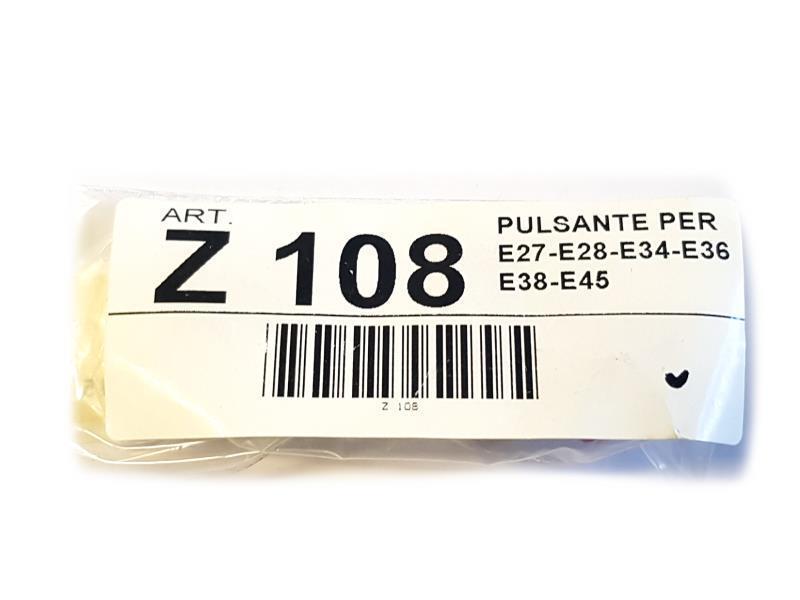 ART.
Z 108
PULSANTE PER
E27-E28-E34-E36
E38-E45
Z 108